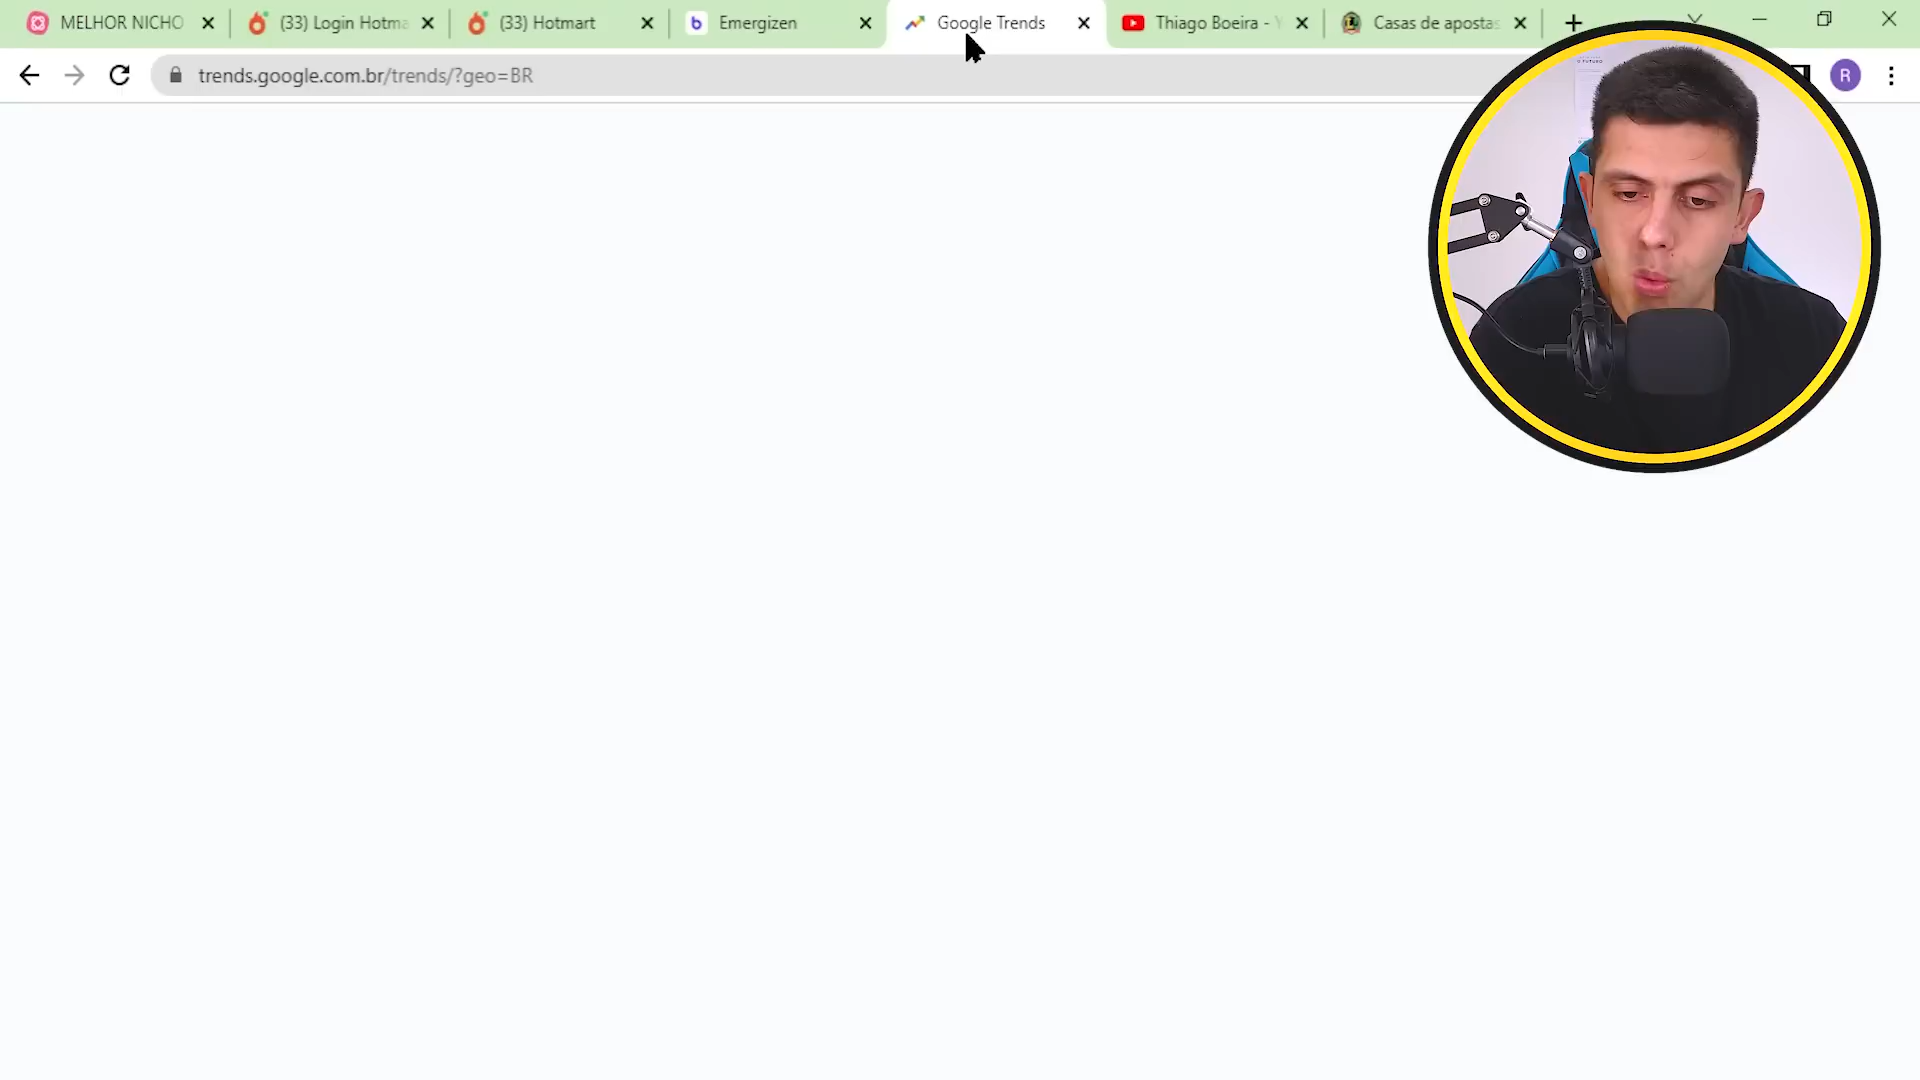 MELHOR NICHO
(33) Login Hotma
(33) Hotmart
Emergizen
Google Trends
Thiago Boeira - Y
Casas de apostas
trends.google.com.br/trends/?geo=BR
R
O FUTURO